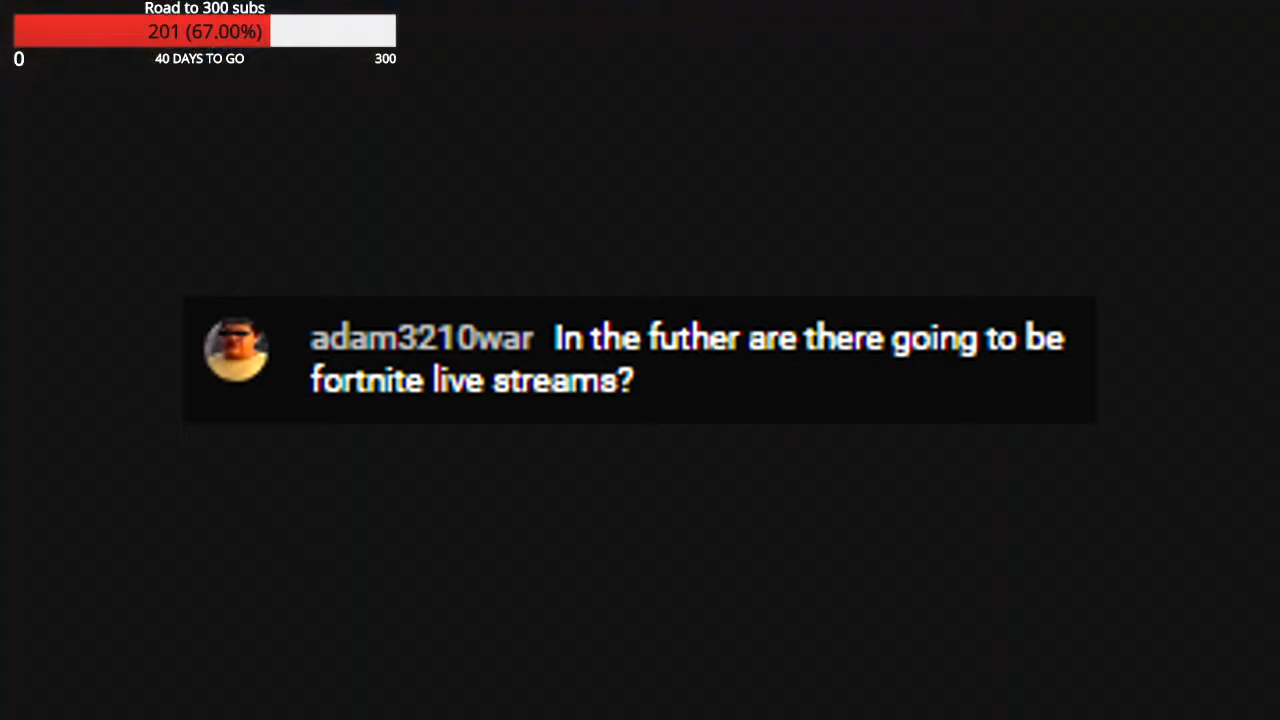 Road to 300 subs
201 (67.00%)
0 40 DAYS TO GO 300
adam3210war In the futher are there going to be
fortnite live streams?